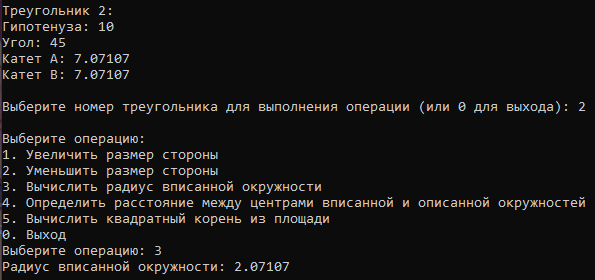 Треугольник 2:
Гипотенуза: 10
Угол: 45
Катет A: 7.07107
Катет B: 7.07107
Выберите номер треугольника для выполнения операции (или 0 для выхода): 2
Выберите операцию:
1. Увеличить размер стороны
2. Уменьшить размер стороны
3. Вычислить радиус вписанной окружности
4. Определить расстояние между центрами вписанной и описанной окружностей
5. Вычислить квадратный корень из площади
0. Выход
Выберите операцию: 3
Радиус вписанной окружности: 2.07107